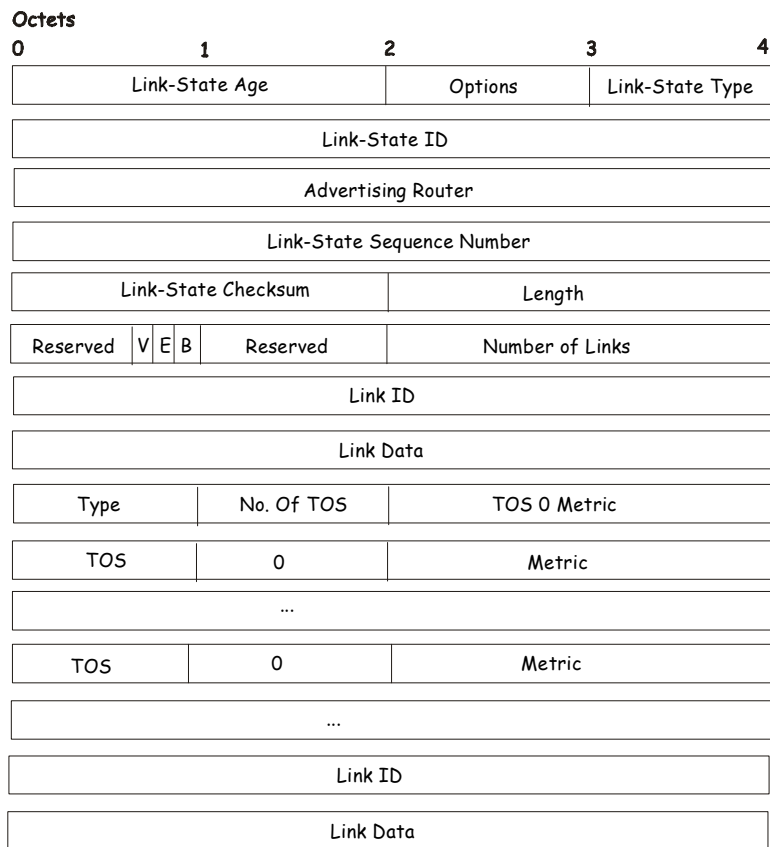 Octets
0 1 2 3 4
Link-State Age Options Link-State Type
Link-State ID
Advertising Router
Link-State Sequence Number
Link-State Checksum Length
Reserved V E B Reserved Number of Links
Link ID
Link Data
Type No. Of TOS TOS 0 Metric
TOS 0 Metric
...
TOS 0 Metric
...
Link ID
Link Data